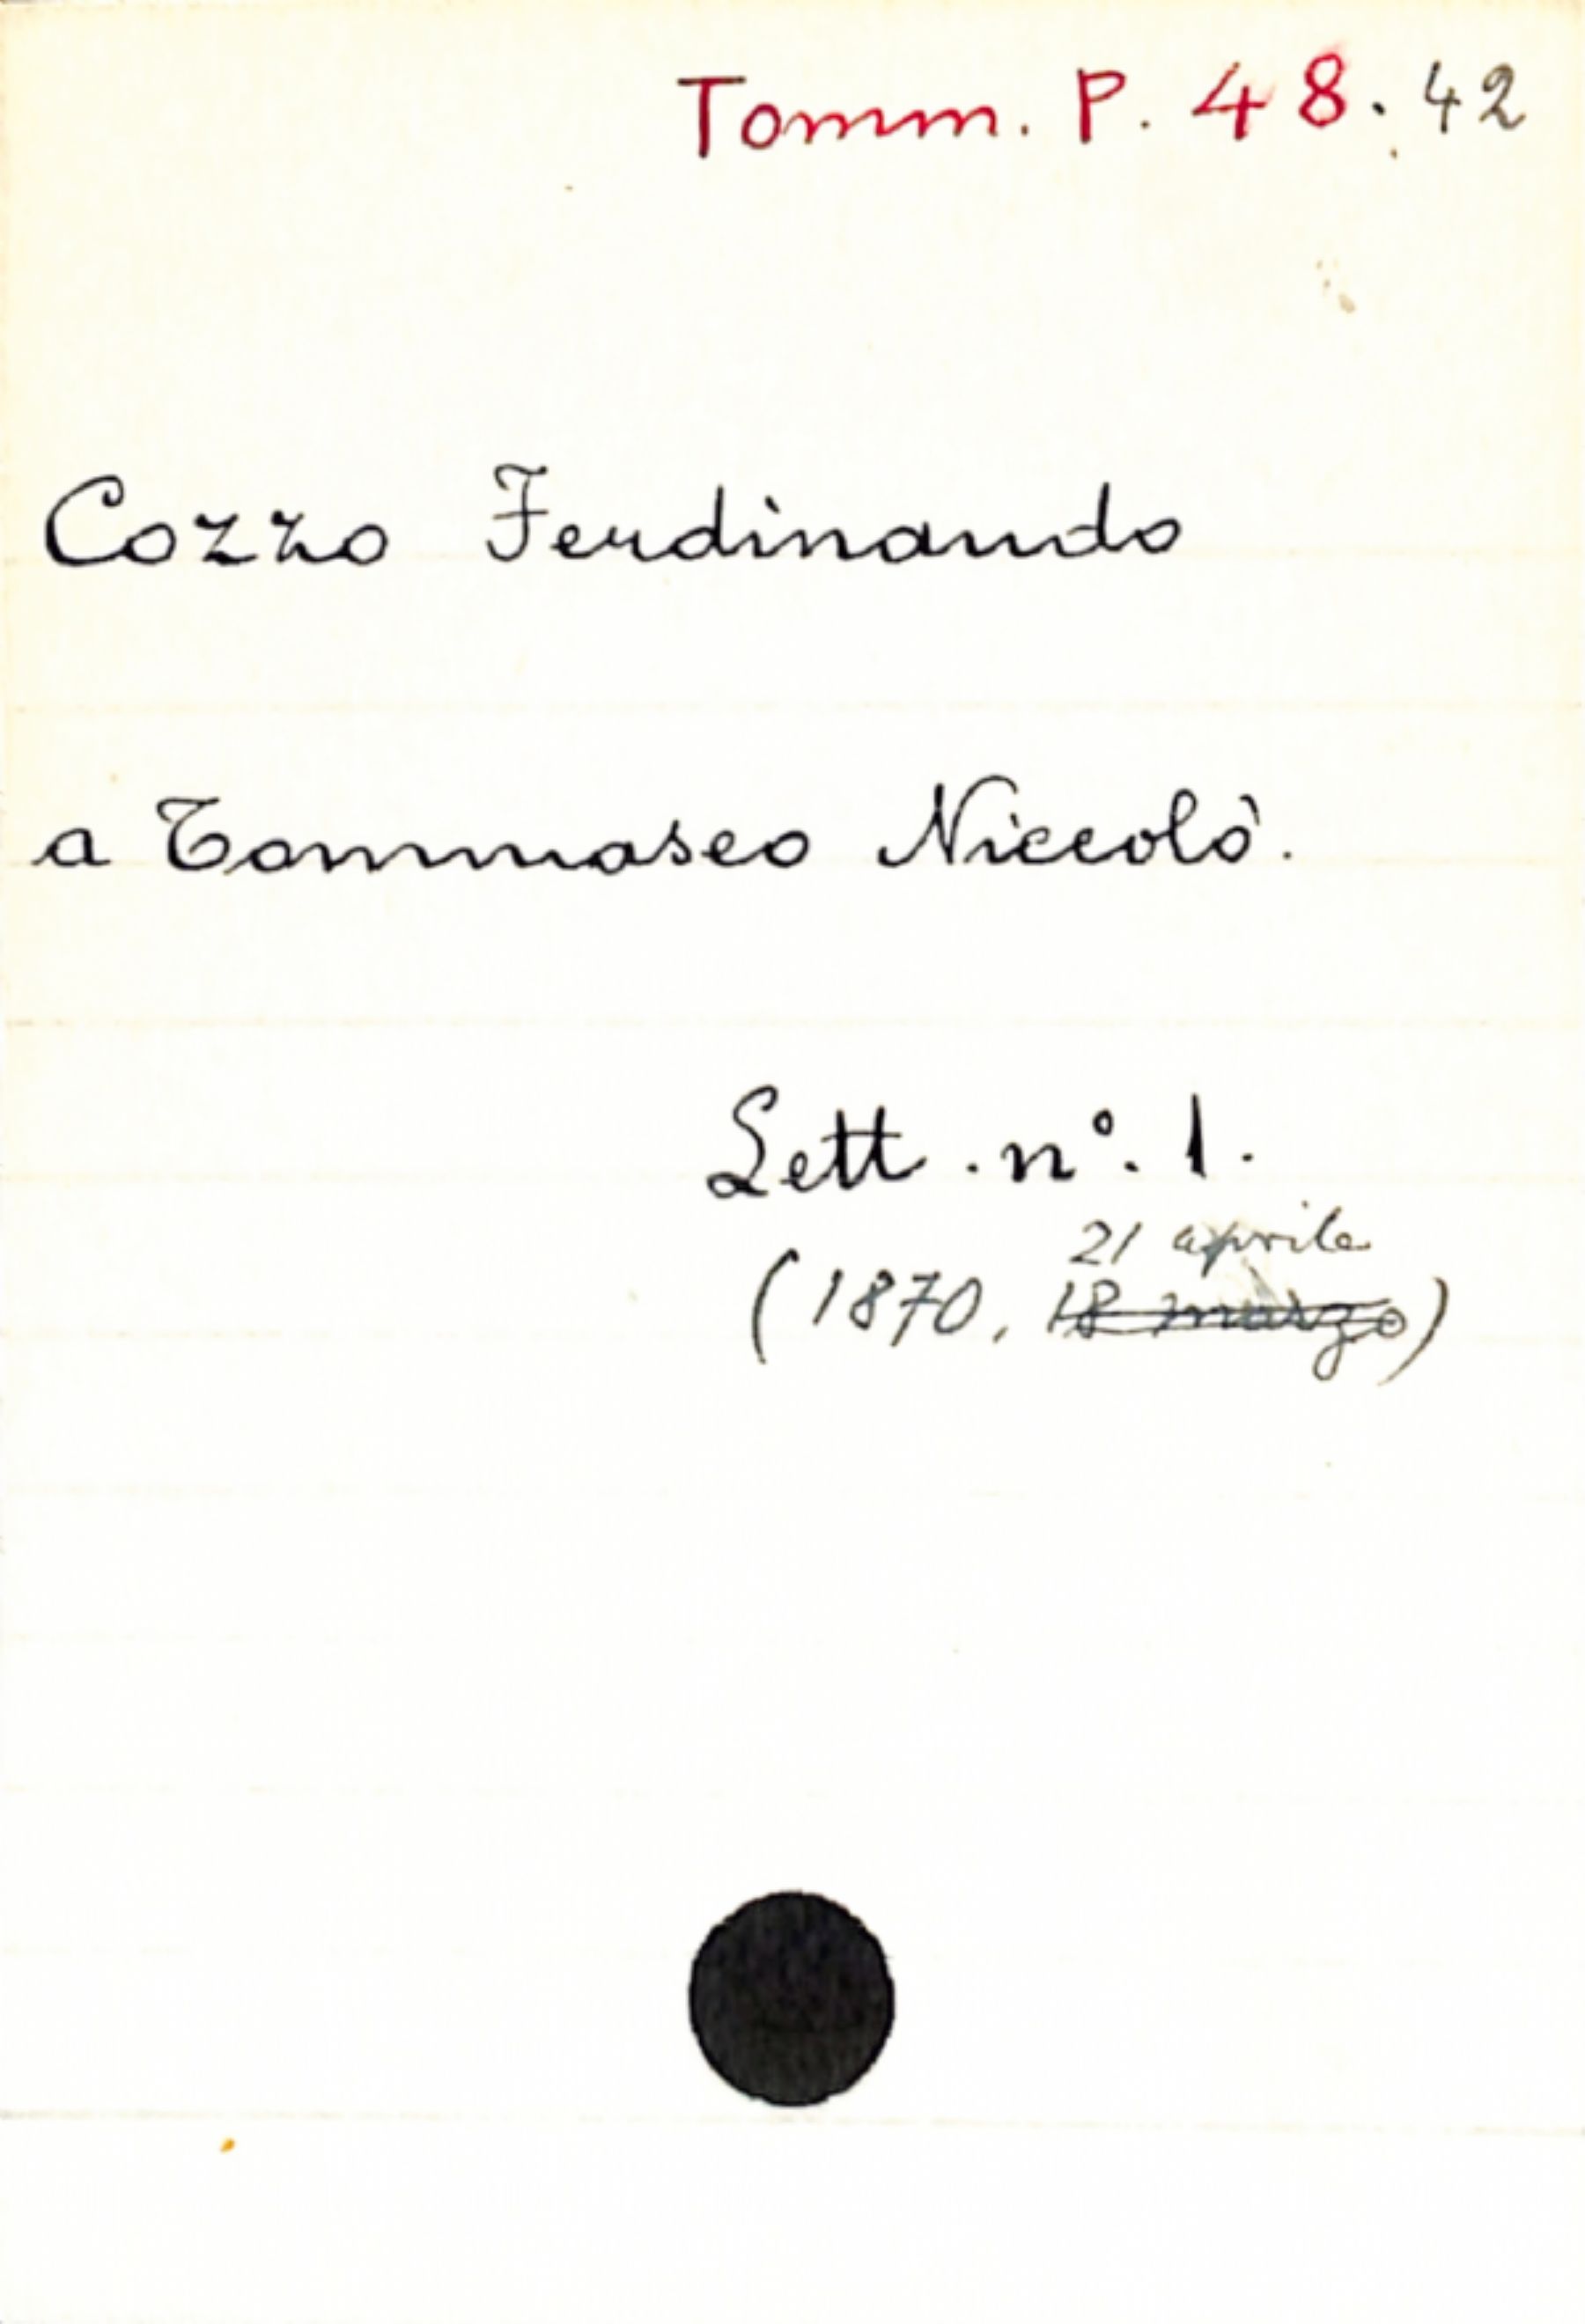 Tomm. P. 48. 42
Cozzo Ferdinando
a Tommaseo Niccolò.
Lett. n°. 1.
21 aprile
(1870, 18 marzo)